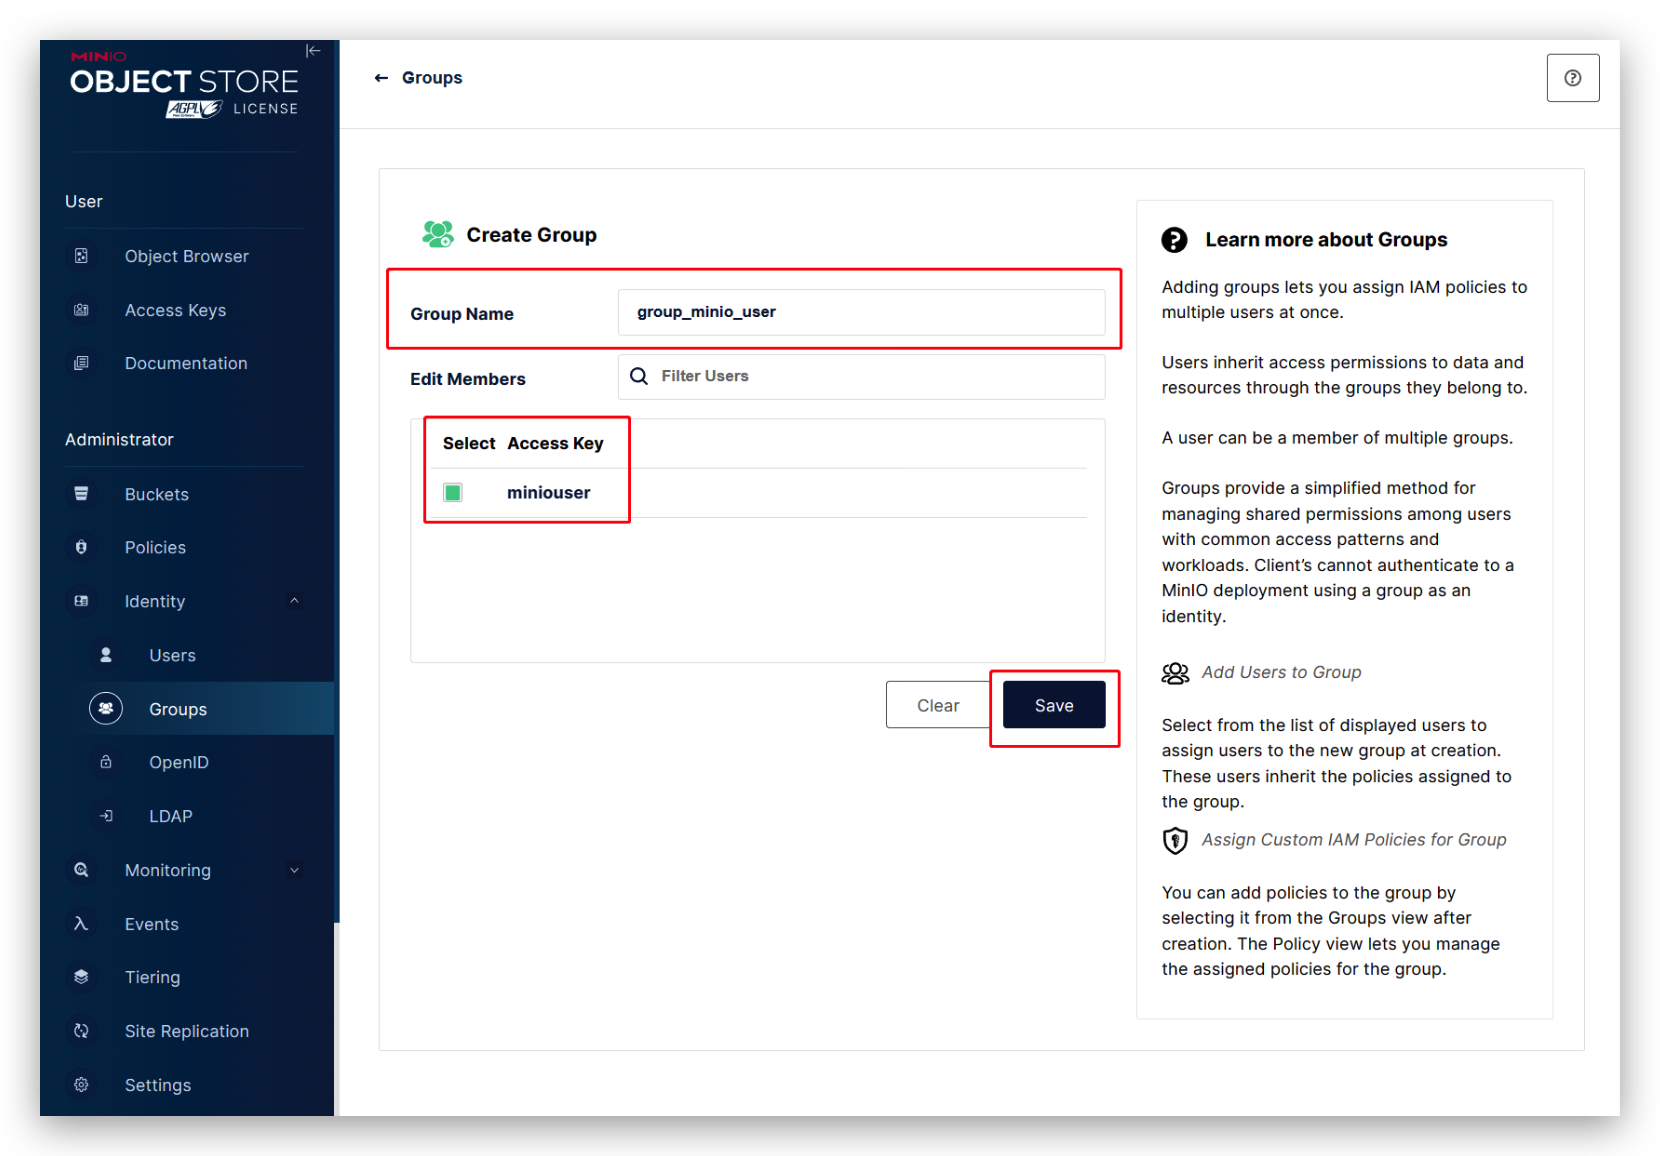 MINIO
OBJECT STORE
AGPLv3 LICENSE
User
Object Browser
Access Keys
Documentation
Administrator
Buckets
Policies
Identity
Users
Groups
OpenID
LDAP
Monitoring
Events
Tiering
Site Replication
Settings
Groups
Create Group
Group Name
group_minio_user
Edit Members
Filter Users
Select Access Key
miniouser
Clear
Save
Learn more about Groups
Adding groups lets you assign IAM policies to
multiple users at once.
Users inherit access permissions to data and
resources through the groups they belong to.
A user can be a member of multiple groups.
Groups provide a simplified method for
managing shared permissions among users
with common access patterns and
workloads. Client’s cannot authenticate to a
MinIO deployment using a group as an
identity.
Add Users to Group
Select from the list of displayed users to
assign users to the new group at creation.
These users inherit the policies assigned to
the group.
Assign Custom IAM Policies for Group
You can add policies to the group by
selecting it from the Groups view after
creation. The Policy view lets you manage
the assigned policies for the group.